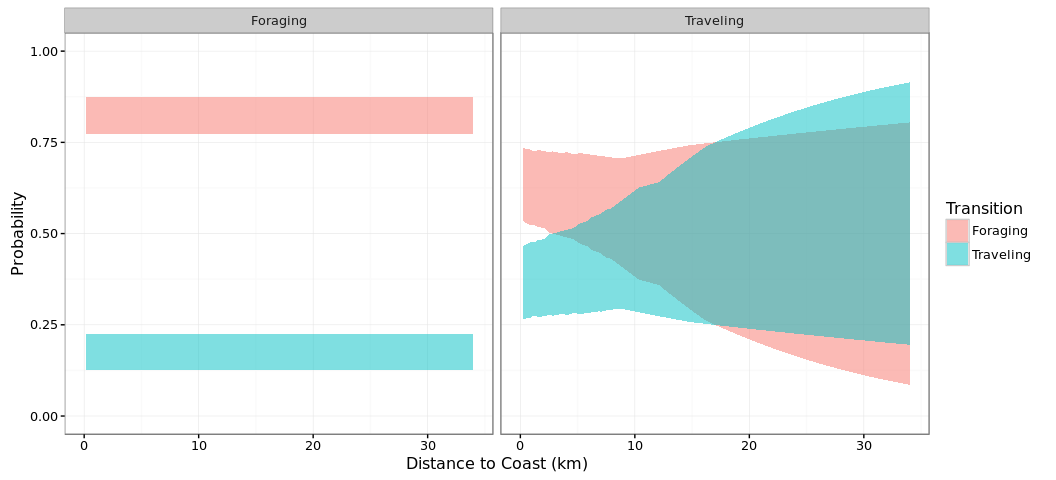 Foraging
Traveling
1.00
0.75
0.50
0.25
0.00
Probability
0 10 20 30
0 10 20 30
Distance to Coast (km)
Transition
Foraging
Traveling